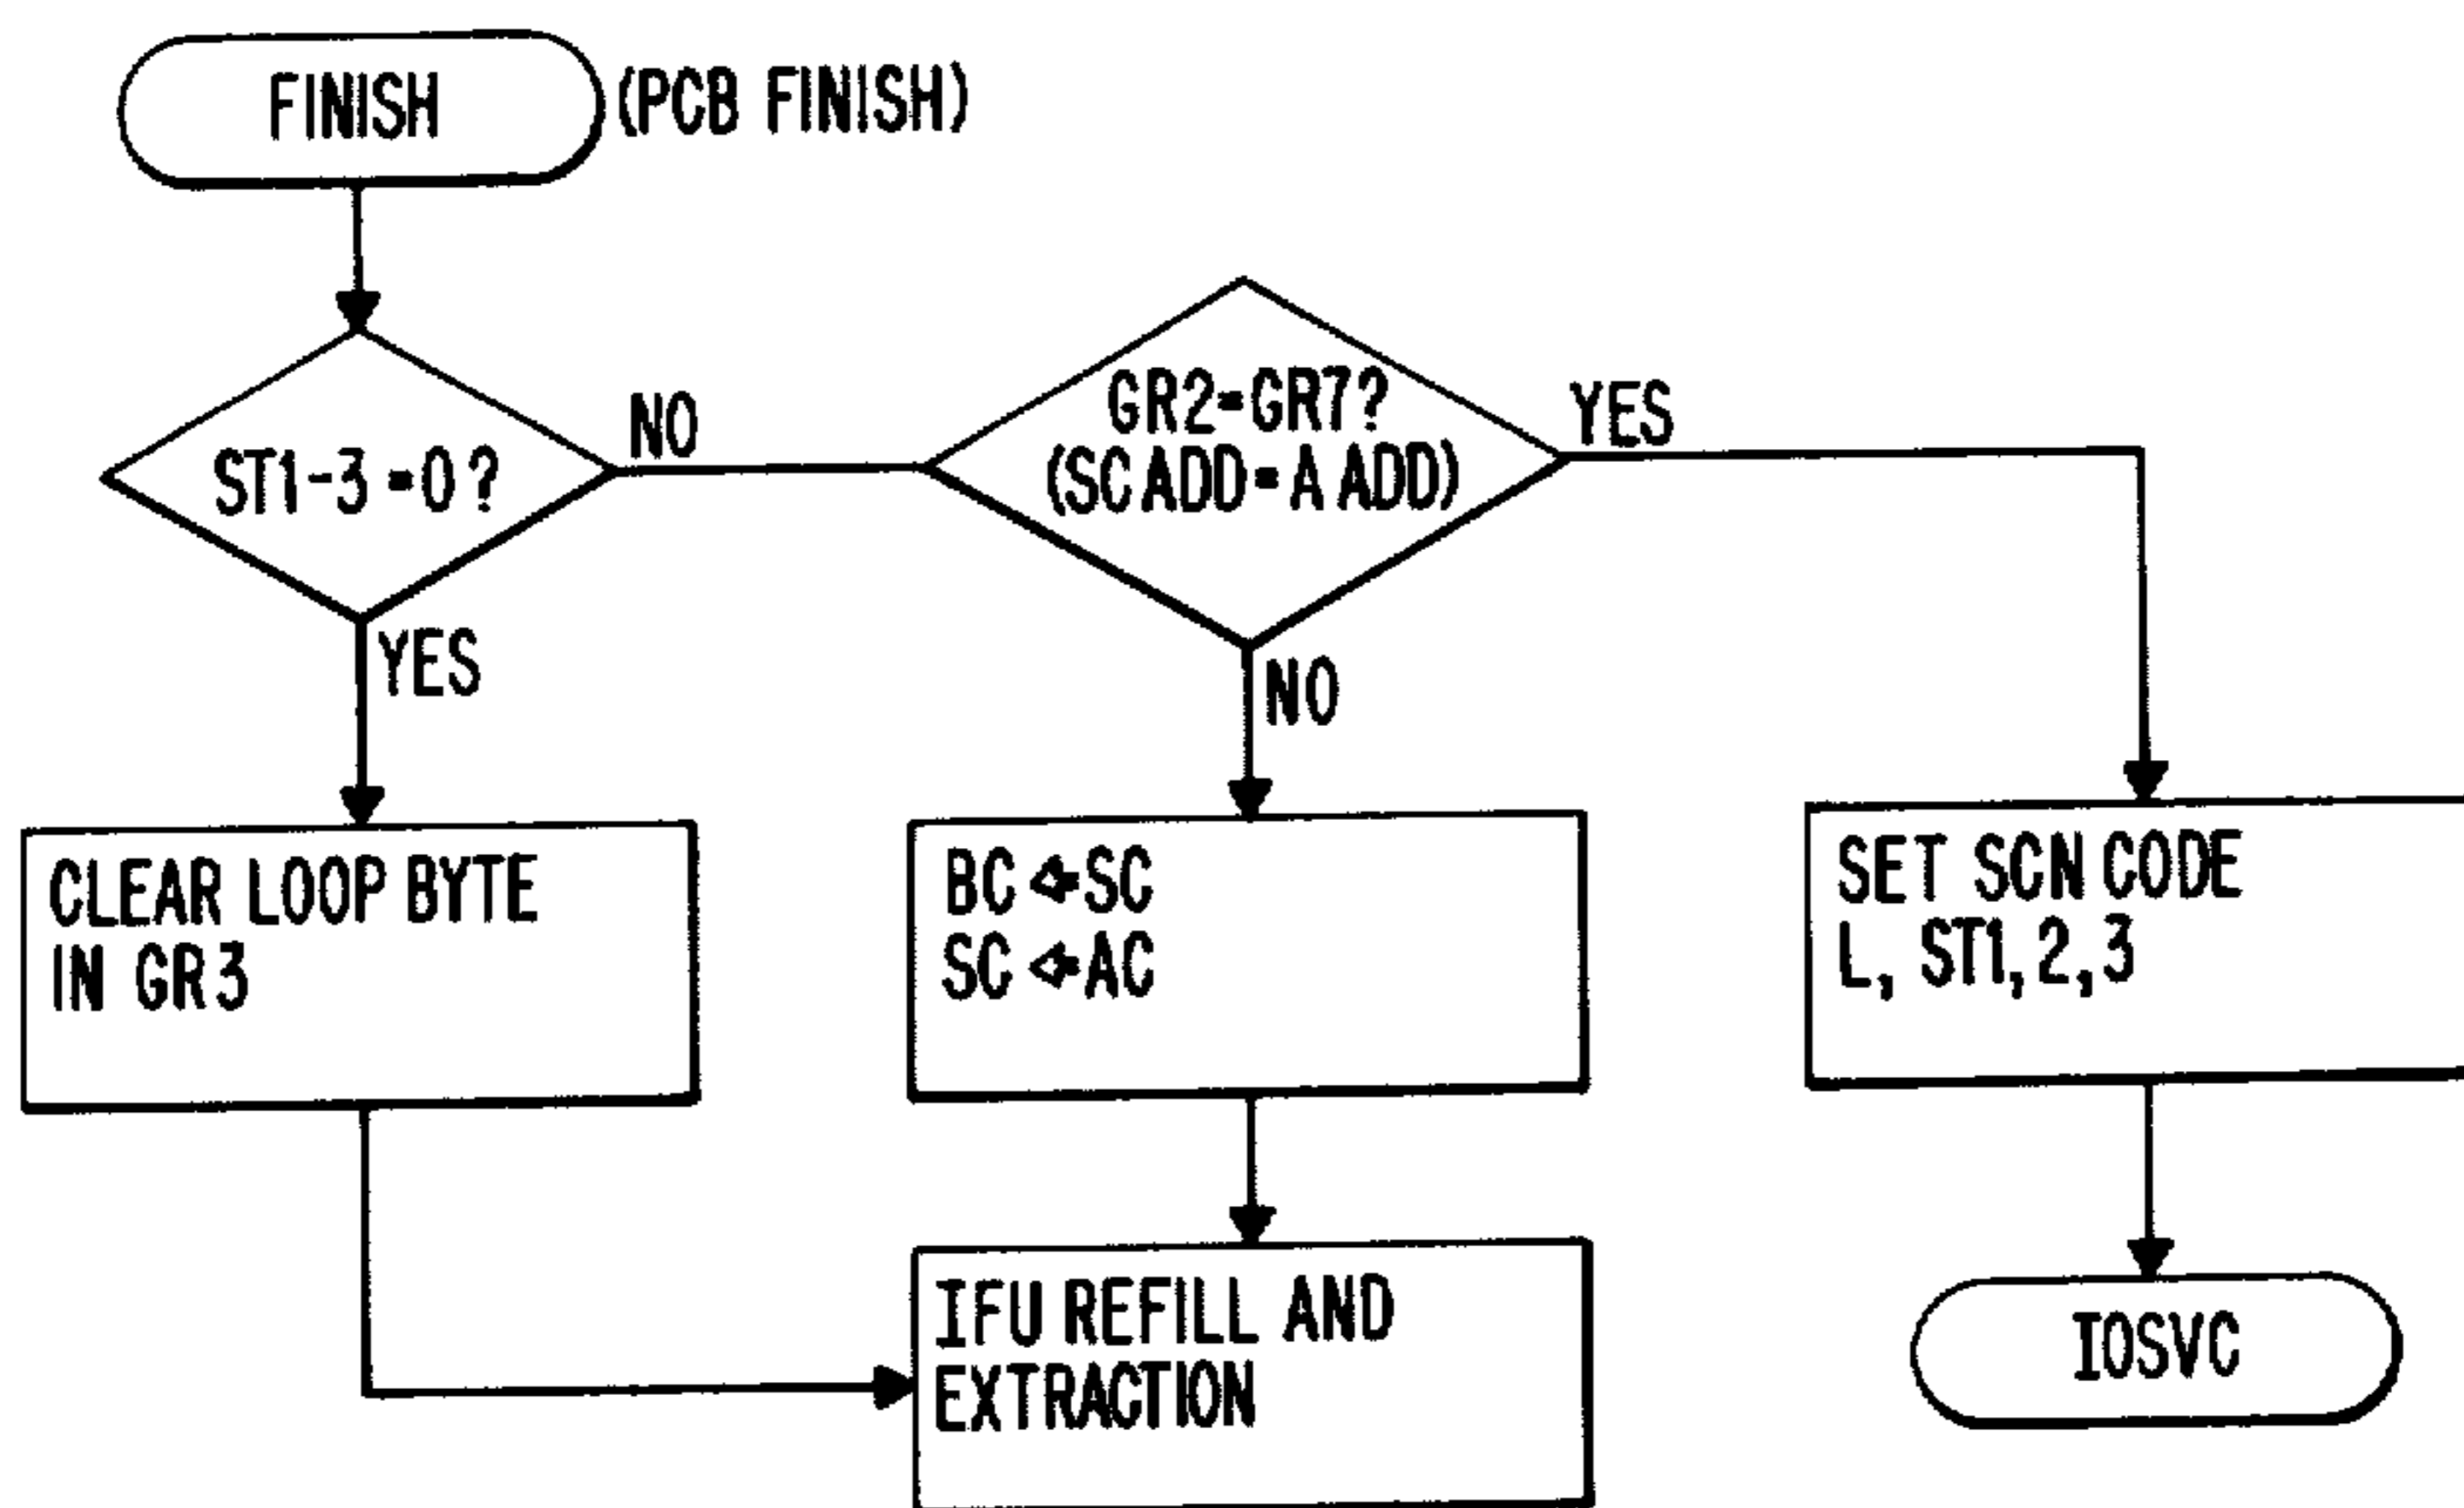 FINISH
(PCB FINISH)
ST1-3=0?
NO
YES
GR2=GR7?
(SC ADD=A ADD)
YES
NO
CLEAR LOOP BYTE
IN GR3
BC⇐SC
SC⇐AC
SET SCN CODE
L, ST1,2,3
IFU REFILL AND
EXTRACTION
IOSVC